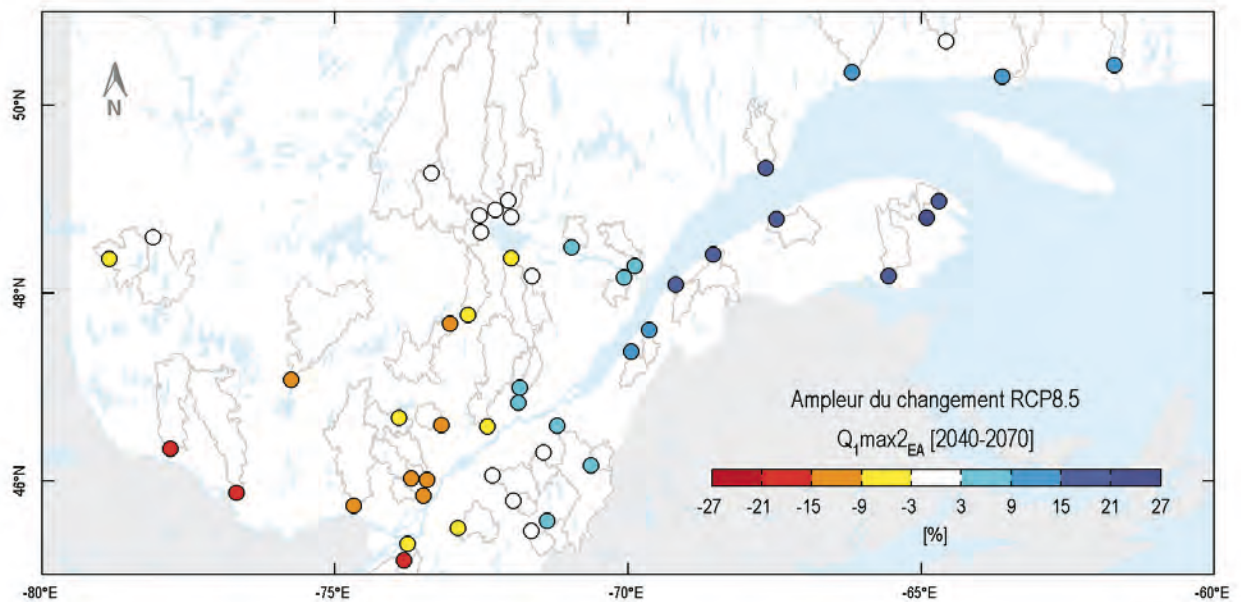 50°N
48°N
46°N
N
Ampleur du changement RCP8.5
Q₁max2EA [2040-2070]
-27 -21 -15 -9 -3 3 9 15 21 27
[%]
-80°E -75°E -70°E -65°E -60°E